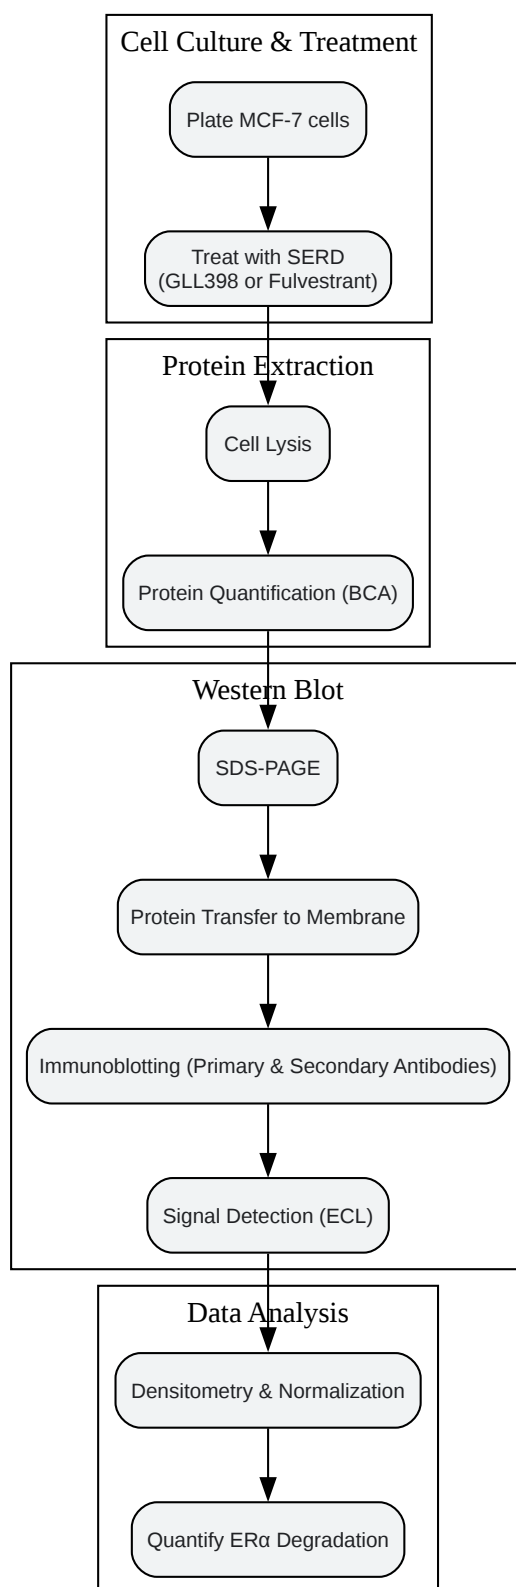 Cell Culture & Treatment
Plate MCF-7 cells
Treat with SERD
(GLL398 or Fulvestrant)
Protein Extraction
Cell Lysis
Protein Quantification (BCA)
Western Blot
SDS-PAGE
Protein Transfer to Membrane
Immunoblotting (Primary & Secondary Antibodies)
Signal Detection (ECL)
Data Analysis
Densitometry & Normalization
Quantify ERα Degradation